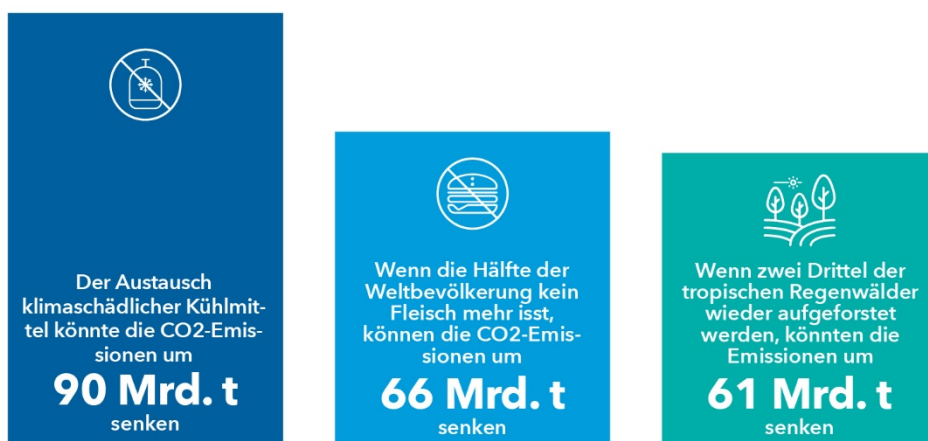 Der Austausch
klimaschädlicher Kühlmit-
tel könnte die CO2-Emis-
sionen um
90 Mrd. t
senken
Wenn die Hälfte der
Weltbevölkerung kein
Fleisch mehr isst,
können die CO2-Emis-
sionen um
66 Mrd. t
senken
Wenn zwei Drittel der
tropischen Regenwälder
wieder aufgeforstet
werden, könnten die
Emissionen um
61 Mrd. t
senken